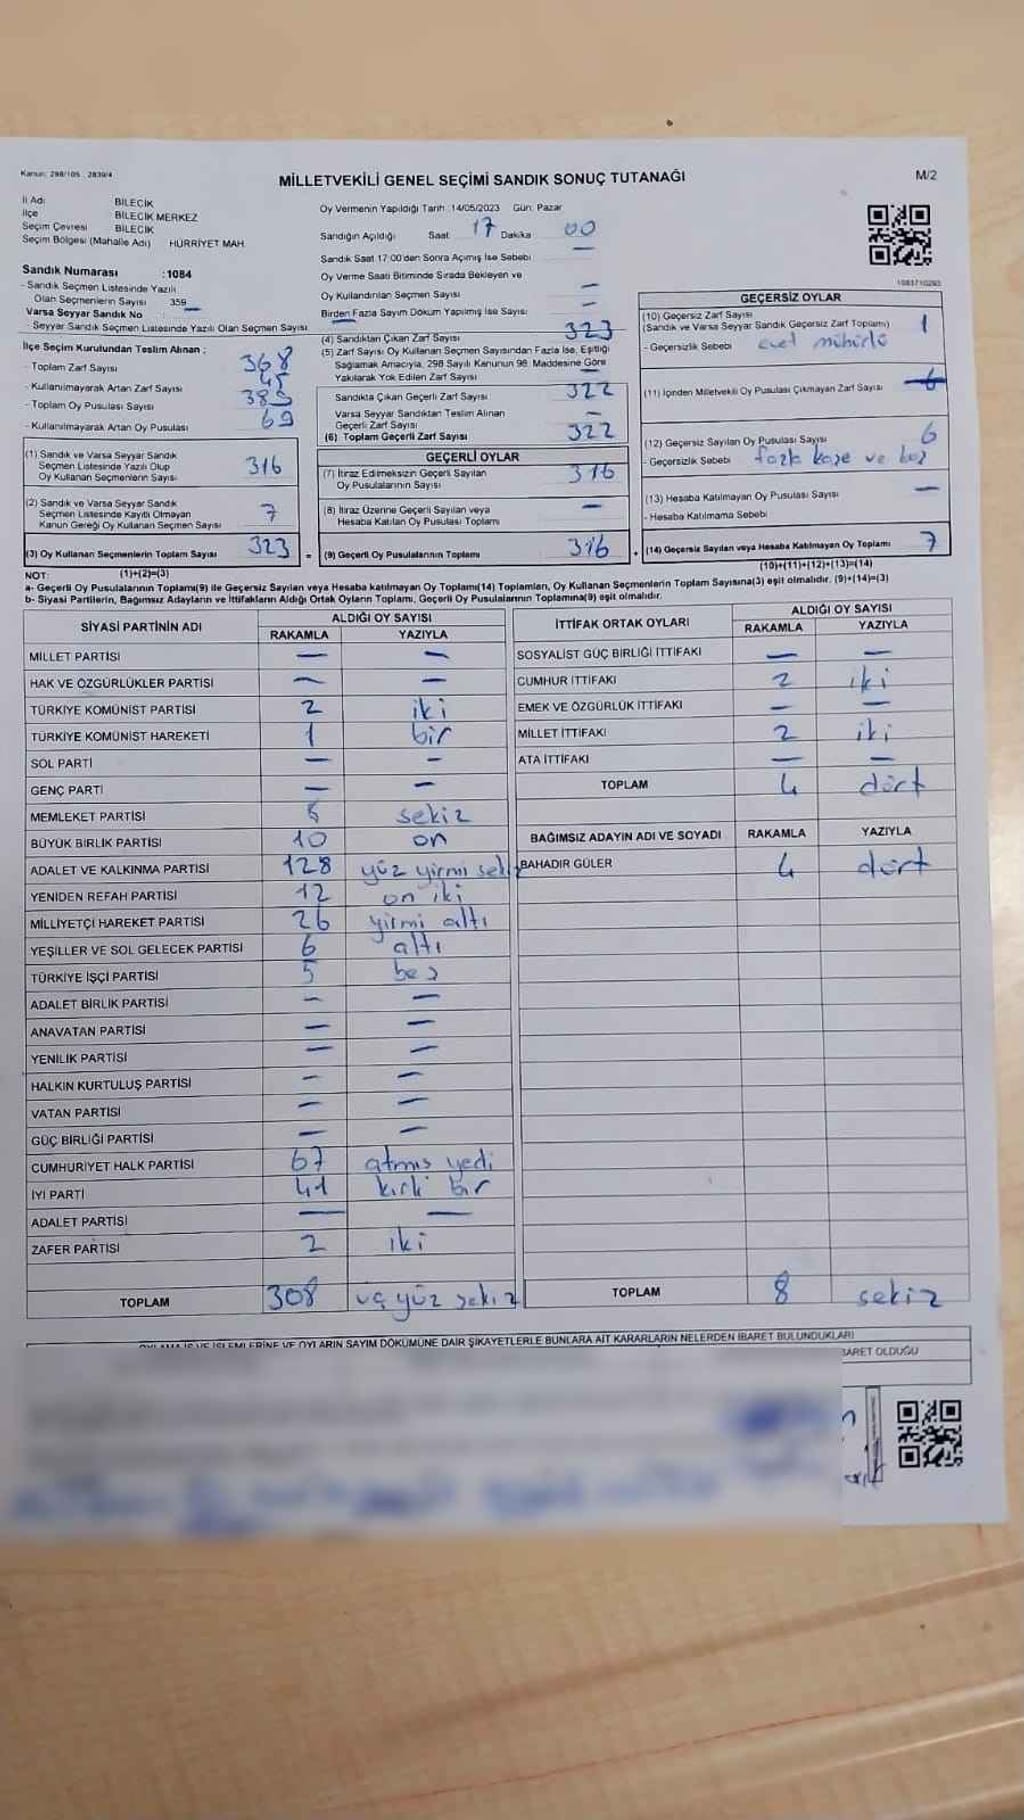 Kanun: 298/105 , 2839/4
MİLLETVEKİLİ GENEL SEÇİMİ SANDIK SONUÇ TUTANAĞI
M/2
İl Adı BİLECİK
İlçe BİLECİK MERKEZ
Seçim Çevresi BİLECİK
Seçim Bölgesi (Mahalle Adı) HÜRRİYET MAH.
Oy Vermenin Yapıldığı Tarih :14/05/2023 Gün: Pazar
Sandığın Açıldığı Saat 17 Dakika 00
Sandık Saat 17:00'den Sonra Açımış İse Sebebi
Oy Verme Saati Bitiminde Sırada Bekleyen ve
Oy Kullandırılan Seçmen Sayısı —
Birden Fazla Sayım Döküm Yapılmış İse Sayısı —
Sandık Numarası :1084
- Sandık Seçmen Listesinde Yazılı
Olan Seçmenlerin Sayısı 359
Varsa Seyyar Sandık No —
- Seyyar Sandık Seçmen Listesinde Yazılı Olan Seçmen Sayısı
İlçe Seçim Kurulundan Teslim Alınan ;
- Toplam Zarf Sayısı 368
- Kullanılmayarak Artan Zarf Sayısı 45
- Toplam Oy Pusulası Sayısı 385
- Kullanılmayarak Artan Oy Pusulası 69
(1) Sandık ve Varsa Seyyar Sandık
Seçmen Listesinde Yazılı Olup
Oy Kullanan Seçmenlerin Sayısı 316
(2) Sandık ve Varsa Seyyar Sandık
Seçmen Listesinde Kayıtlı Olmayan
Kanun Gereği Oy Kullanan Seçmen Sayısı 7
(3) Oy Kullanan Seçmenlerin Toplam Sayısı 323 =
(1)+(2)=(3)
(4) Sandıktan Çıkan Zarf Sayısı 323
(5) Zarf Sayısı Oy Kullanan Seçmen Sayısından Fazla İse, Eşitliği
Sağlamak Amacıyla, 298 Sayılı Kanunun 98. Maddesine Göre
Yakılarak Yok Edilen Zarf Sayısı —
Sandıkta Çıkan Geçerli Zarf Sayısı 322
Varsa Seyyar Sandıktan Teslim Alınan
Geçerli Zarf Sayısı —
(6) Toplam Geçerli Zarf Sayısı 322
GEÇERLİ OYLAR
(7) İtiraz Edilmeksizin Geçerli Sayılan
Oy Pusulalarının Sayısı 316
(8) İtiraz Üzerine Geçerli Sayılan veya
Hesaba Katılan Oy Pusulası Toplamı —
(9) Geçerli Oy Pusulalarının Toplamı 316 +
1083710293
GEÇERSİZ OYLAR
(10) Geçersiz Zarf Sayısı
(Sandık ve Varsa Seyyar Sandık Geçersiz Zarf Toplamı) 1
- Geçersizlik Sebebi evet mühürlü
(11) İçinden Milletvekili Oy Pusulası Çıkmayan Zarf Sayısı
(12) Geçersiz Sayılan Oy Pusulası Sayısı 6
- Geçersizlik Sebebi fazla kaşe ve boş
(13) Hesaba Katılmayan Oy Pusulası Sayısı —
- Hesaba Katılmama Sebebi
(14) Geçersiz Sayılan veya Hesaba Katılmayan Oy Toplamı 7
(10)+(11)+(12)+(13)=(14)
NOT:
a- Geçerli Oy Pusulalarının Toplamı(9) ile Geçersiz Sayılan veya Hesaba katılmayan Oy Toplamı(14) Toplamları, Oy Kullanan Seçmenlerin Toplam Sayısına(3) eşit olmalıdır. (9)+(14)=(3)
b- Siyasi Partilerin, Bağımsız Adayların ve İttifakların Aldığı Ortak Oyların Toplamı, Geçerli Oy Pusulalarının Toplamına(9) eşit olmalıdır.
SİYASİ PARTİNİN ADI ALDIĞI OY SAYISI
RAKAMLA YAZIYLA
MİLLET PARTİSİ — —
HAK VE ÖZGÜRLÜKLER PARTİSİ — —
TÜRKİYE KOMÜNİST PARTİSİ 2 iki
TÜRKİYE KOMÜNİST HAREKETİ 1 bir
SOL PARTİ — —
GENÇ PARTİ — —
MEMLEKET PARTİSİ 8 sekiz
BÜYÜK BİRLİK PARTİSİ 10 on
ADALET VE KALKINMA PARTİSİ 128 yüz yirmi sekiz
YENİDEN REFAH PARTİSİ 12 on iki
MİLLİYETÇİ HAREKET PARTİSİ 26 yirmi altı
YEŞİLLER VE SOL GELECEK PARTİSİ 6 altı
TÜRKİYE İŞÇİ PARTİSİ 5 beş
ADALET BİRLİK PARTİSİ — —
ANAVATAN PARTİSİ — —
YENİLİK PARTİSİ — —
HALKIN KURTULUŞ PARTİSİ — —
VATAN PARTİSİ — —
GÜÇ BİRLİĞİ PARTİSİ — —
CUMHURİYET HALK PARTİSİ 67 atmış yedi
İYİ PARTİ 41 kırk bir
ADALET PARTİSİ — —
ZAFER PARTİSİ 2 iki
TOPLAM 308 üç yüz sekiz
İTTİFAK ORTAK OYLARI ALDIĞI OY SAYISI
RAKAMLA YAZIYLA
SOSYALİST GÜÇ BİRLİĞİ İTTİFAKI — —
CUMHUR İTTİFAKI 2 iki
EMEK VE ÖZGÜRLÜK İTTİFAKI — —
MİLLET İTTİFAKI 2 iki
ATA İTTİFAKI — —
TOPLAM 4 dört
BAĞIMSIZ ADAYIN ADI VE SOYADI RAKAMLA YAZIYLA
BAHADIR GÜLER 4 dört
TOPLAM 8 sekiz
İŞLEMLERİNE VE OYLARIN SAYIM DÖKÜMÜNE DAİR ŞİKAYETLERLE BUNLARA AİT KARARLARIN NELERDEN İBARET BULUNDUKLARI
İBARET OLDUĞU